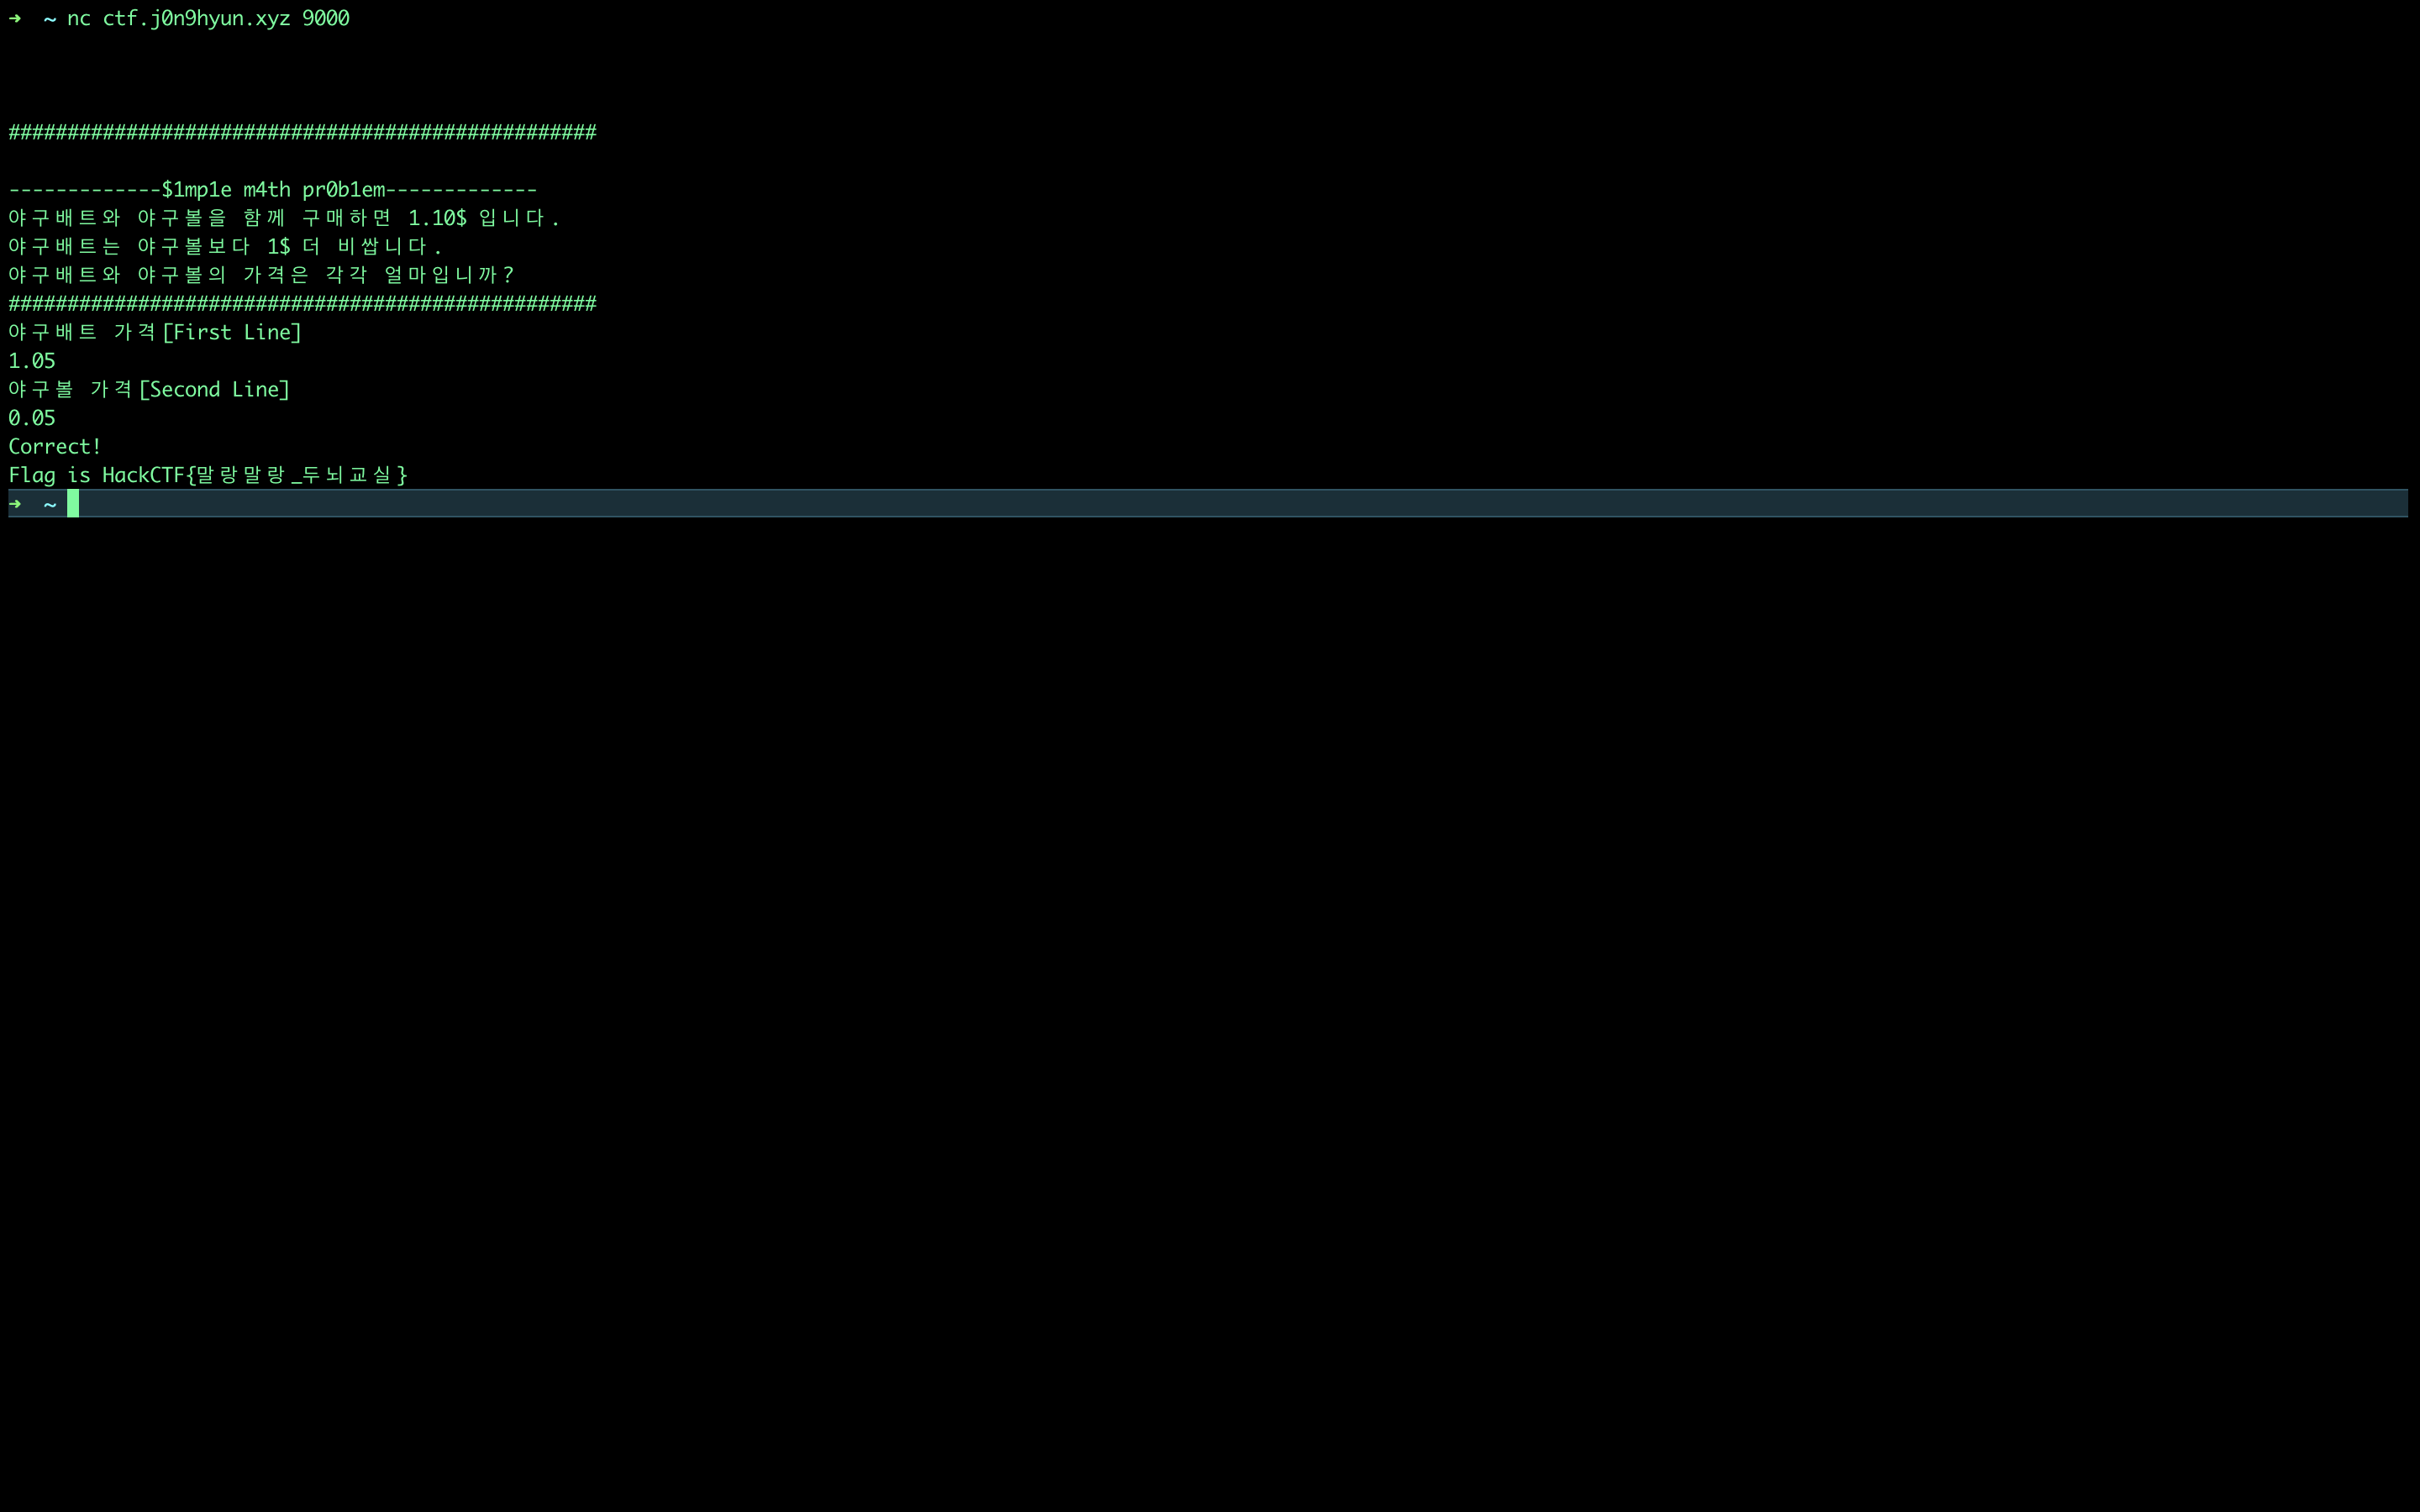 ➜  ~ nc ctf.j0n9hyun.xyz 9000
##################################################
-------------$1mp1e m4th pr0b1em-------------
야구배트와 야구볼을 함께 구매하면 1.10$ 입니다.
야구배트는 야구볼보다 1$ 더 비쌉니다.
야구배트와 야구볼의 가격은 각각 얼마입니까?
##################################################
야구배트 가격[First Line]
1.05
야구볼 가격[Second Line]
0.05
Correct!
Flag is HackCTF{말랑말랑_두뇌교실}
➜  ~